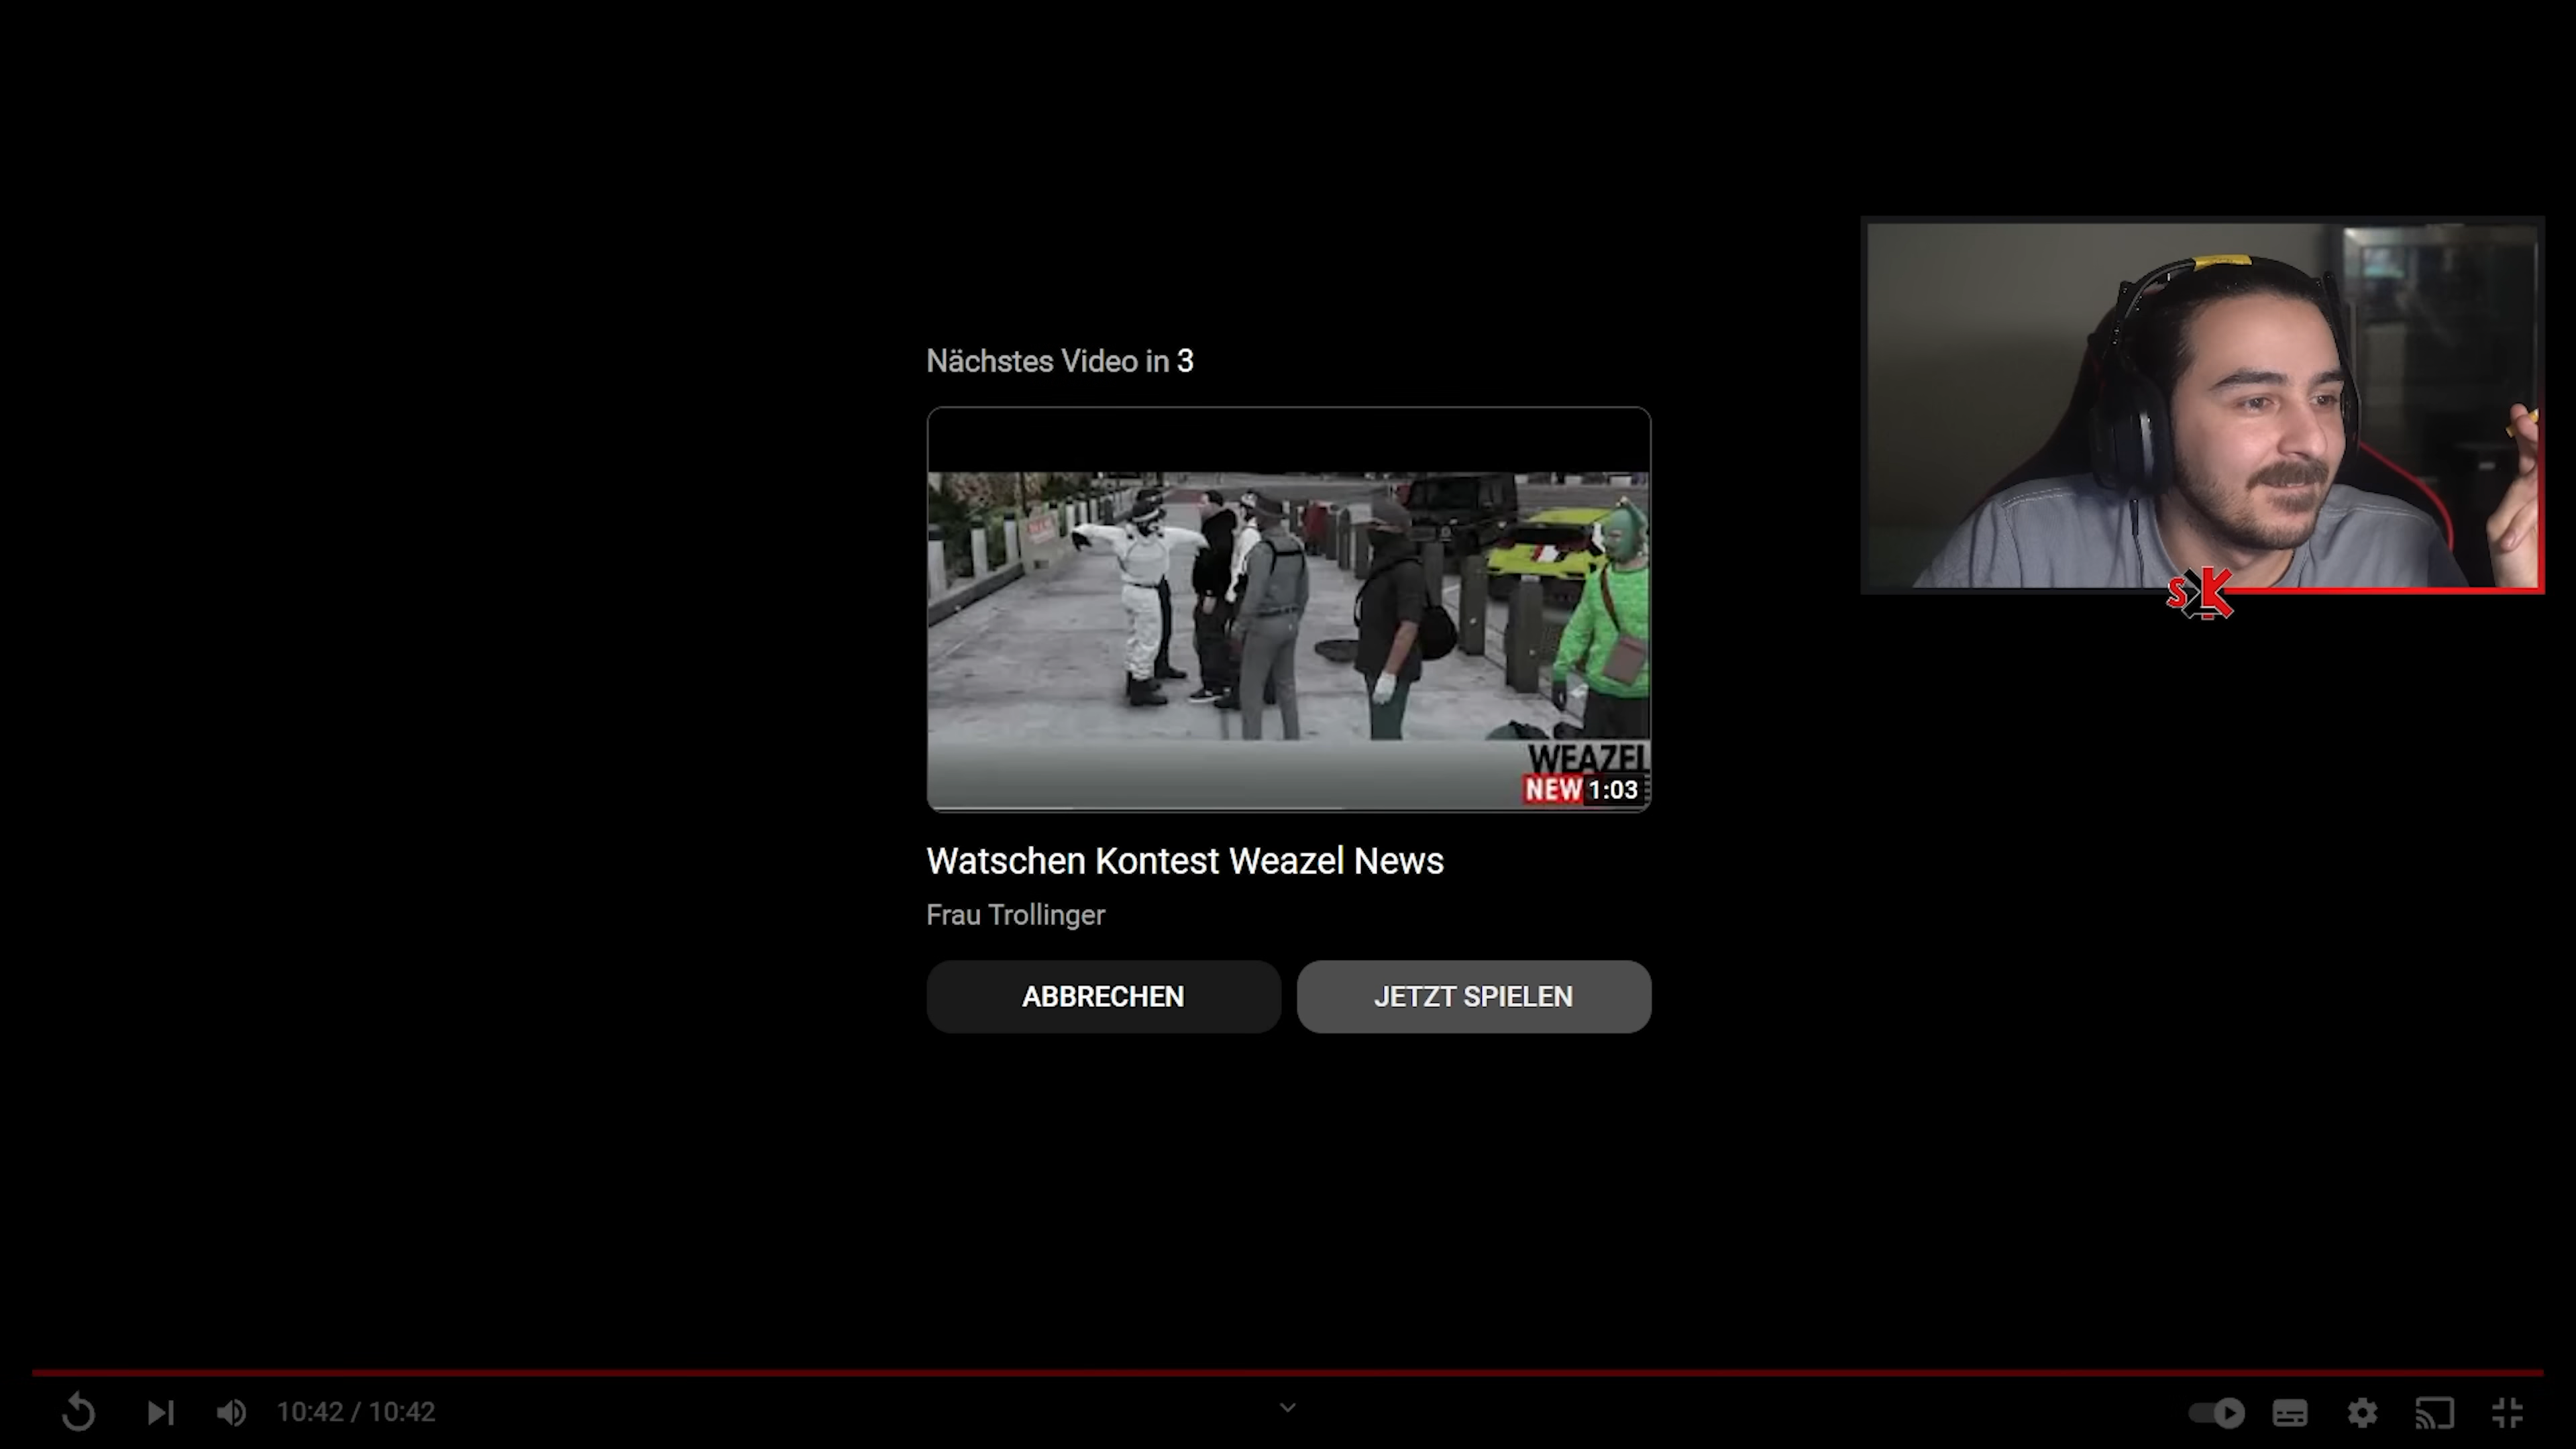 Nächstes Video in 3
WEAZEL
NEW 1:03
Watschen Kontest Weazel News
Frau Trollinger
ABBRECHEN
JETZT SPIELEN
SK
10:42 / 10:42